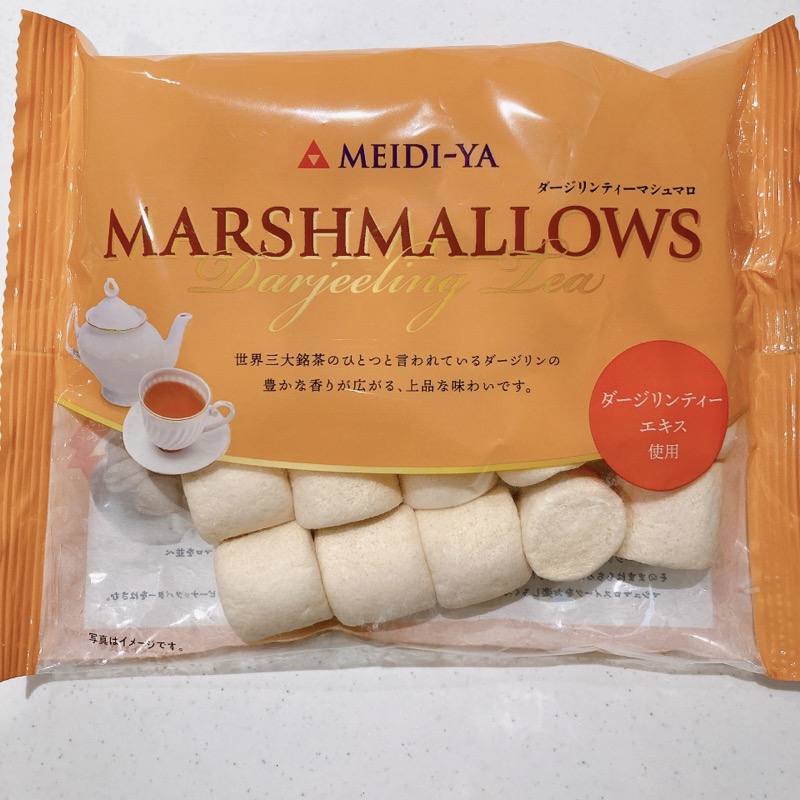 MEIDI-YA
ダージリンティーマシュマロ
MARSHMALLOWS
Darjeeling Tea
世界三大銘茶のひとつと言われているダージリンの
豊かな香りが広がる、上品な味わいです。
ダージリンティー
エキス
使用
写真はイメージです。